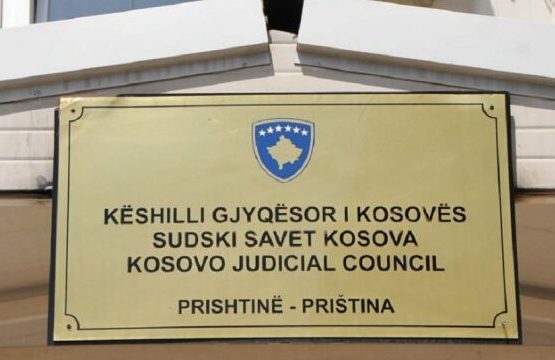 KËSHILLI GJYQËSOR I KOSOVËS
SUDSKI SAVET KOSOVA
KOSOVO JUDICIAL COUNCIL
PRISHTINË - PRIŠTINA